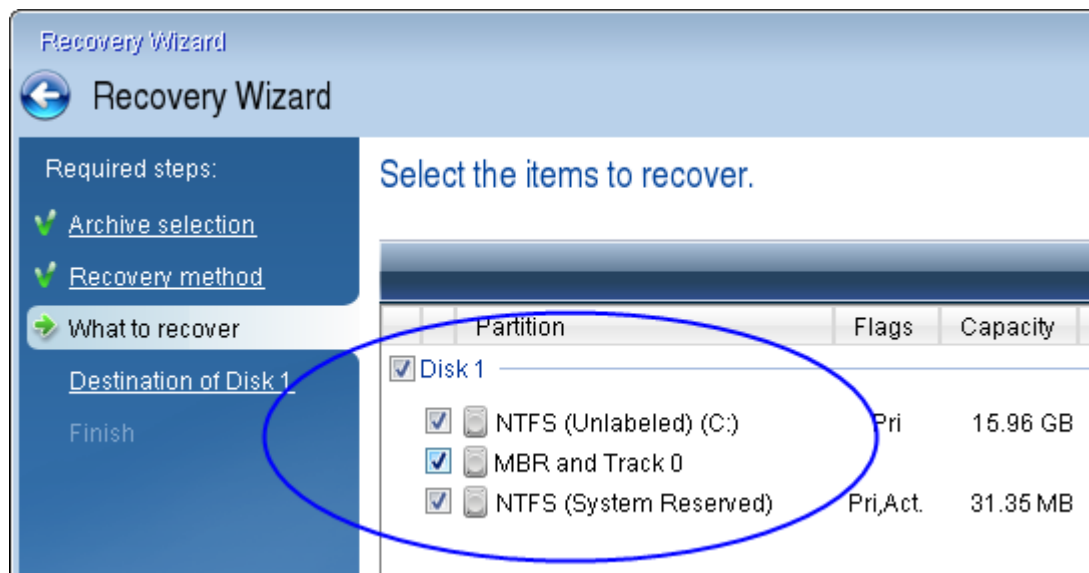 Recovery Wizard
Recovery Wizard
Required steps:
Archive selection
Recovery method
What to recover
Destination of Disk 1
Finish
Select the items to recover.
Partition Flags Capacity
Disk 1
NTFS (Unlabeled) (C:) Pri 15.96 GB
MBR and Track 0
NTFS (System Reserved) Pri,Act. 31.35 MB